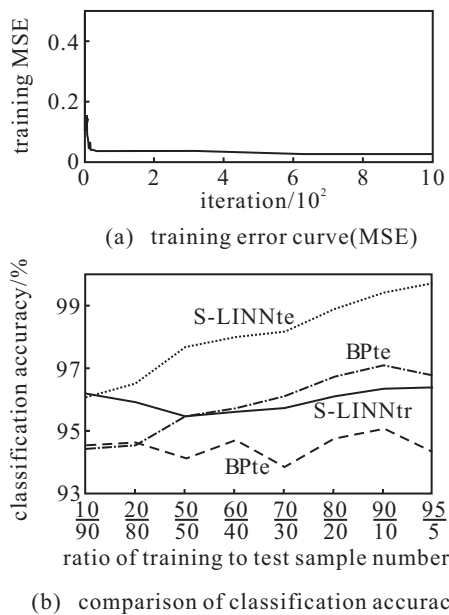 training MSE
0.4
0.2
0
0 2 4 6 8 10
iteration/10²
(a) training error curve(MSE)
classification accuracy/%
99
97
95
93
S-LINNte
BPte
S-LINNtr
BPte
10/90 20/80 50/50 60/40 70/30 80/20 90/10 95/5
ratio of training to test sample number
(b) comparison of classification accurac